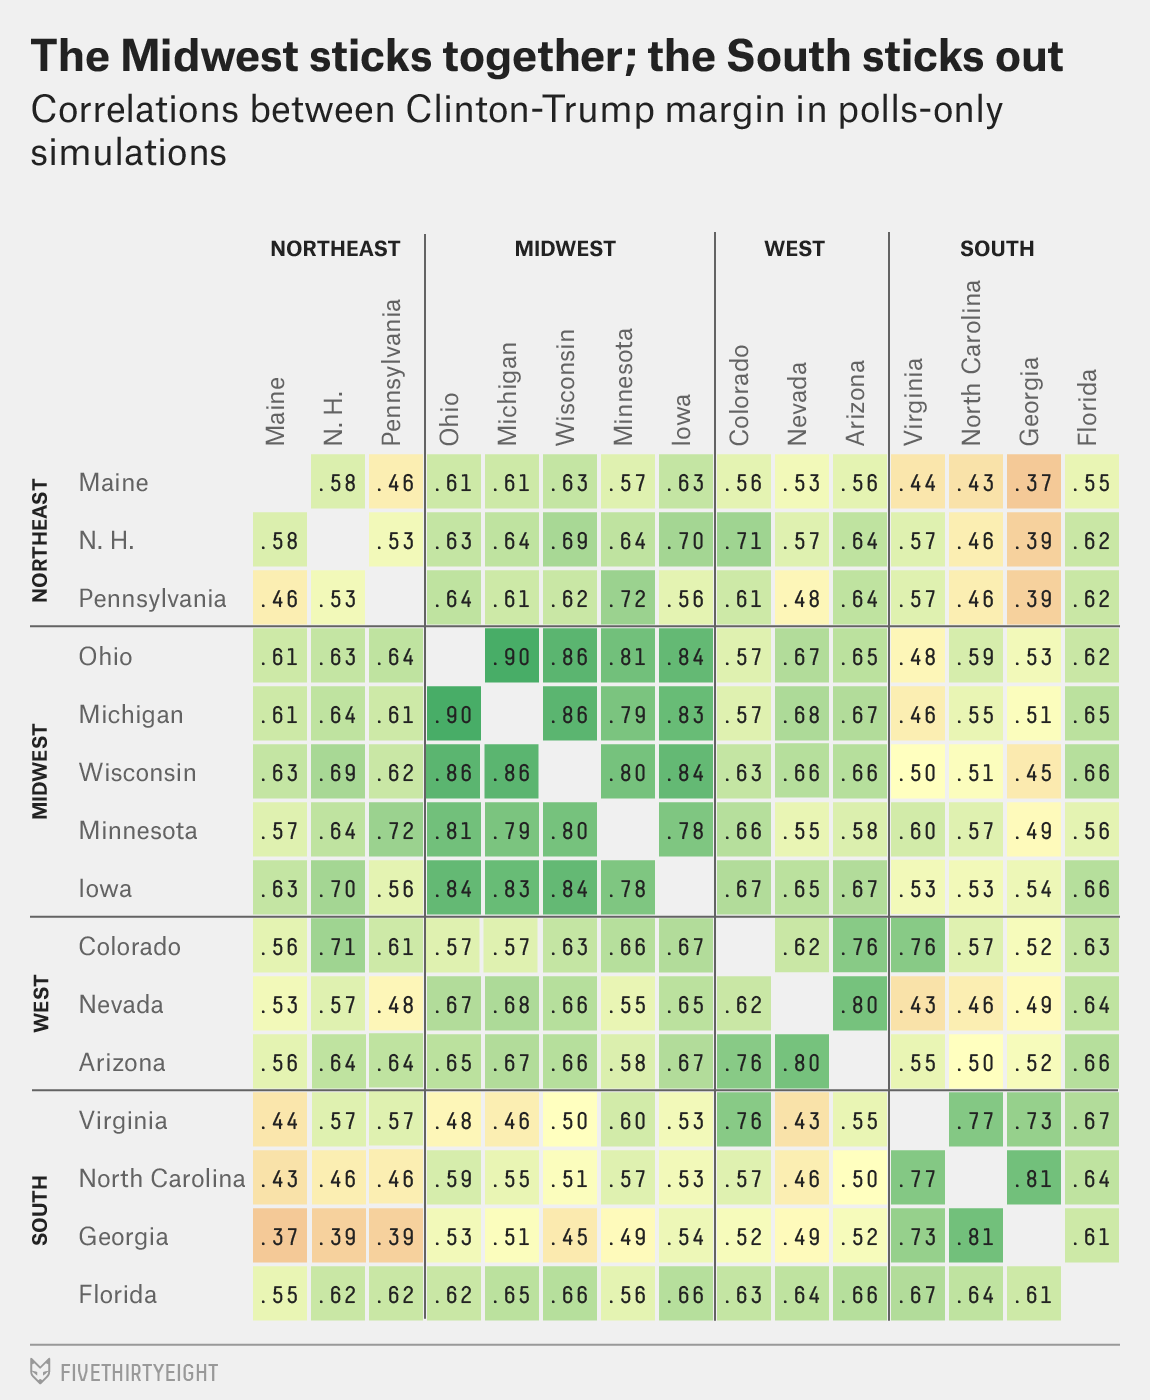 The Midwest sticks together; the South sticks out
Correlations between Clinton-Trump margin in polls-only
simulations
NORTHEAST MIDWEST WEST SOUTH
Maine N. H. Pennsylvania Ohio Michigan Wisconsin Minnesota Iowa Colorado Nevada Arizona Virginia North Carolina Georgia Florida
NORTHEAST
Maine .58 .46 .61 .61 .63 .57 .63 .56 .53 .56 .44 .43 .37 .55
N. H. .58 .53 .63 .64 .69 .64 .70 .71 .57 .64 .57 .46 .39 .62
Pennsylvania .46 .53 .64 .61 .62 .72 .56 .61 .48 .64 .57 .46 .39 .62
MIDWEST
Ohio .61 .63 .64 .90 .86 .81 .84 .57 .67 .65 .48 .59 .53 .62
Michigan .61 .64 .61 .90 .86 .79 .83 .57 .68 .67 .46 .55 .51 .65
Wisconsin .63 .69 .62 .86 .86 .80 .84 .63 .66 .66 .50 .51 .45 .66
Minnesota .57 .64 .72 .81 .79 .80 .78 .66 .55 .58 .60 .57 .49 .56
Iowa .63 .70 .56 .84 .83 .84 .78 .67 .65 .67 .53 .53 .54 .66
WEST
Colorado .56 .71 .61 .57 .57 .63 .66 .67 .62 .76 .76 .57 .52 .63
Nevada .53 .57 .48 .67 .68 .66 .55 .65 .62 .80 .43 .46 .49 .64
Arizona .56 .64 .64 .65 .67 .66 .58 .67 .76 .80 .55 .50 .52 .66
SOUTH
Virginia .44 .57 .57 .48 .46 .50 .60 .53 .76 .43 .55 .77 .73 .67
North Carolina .43 .46 .46 .59 .55 .51 .57 .53 .57 .46 .50 .77 .81 .64
Georgia .37 .39 .39 .53 .51 .45 .49 .54 .52 .49 .52 .73 .81 .61
Florida .55 .62 .62 .62 .65 .66 .56 .66 .63 .64 .66 .67 .64 .61
FIVETHIRTYEIGHT